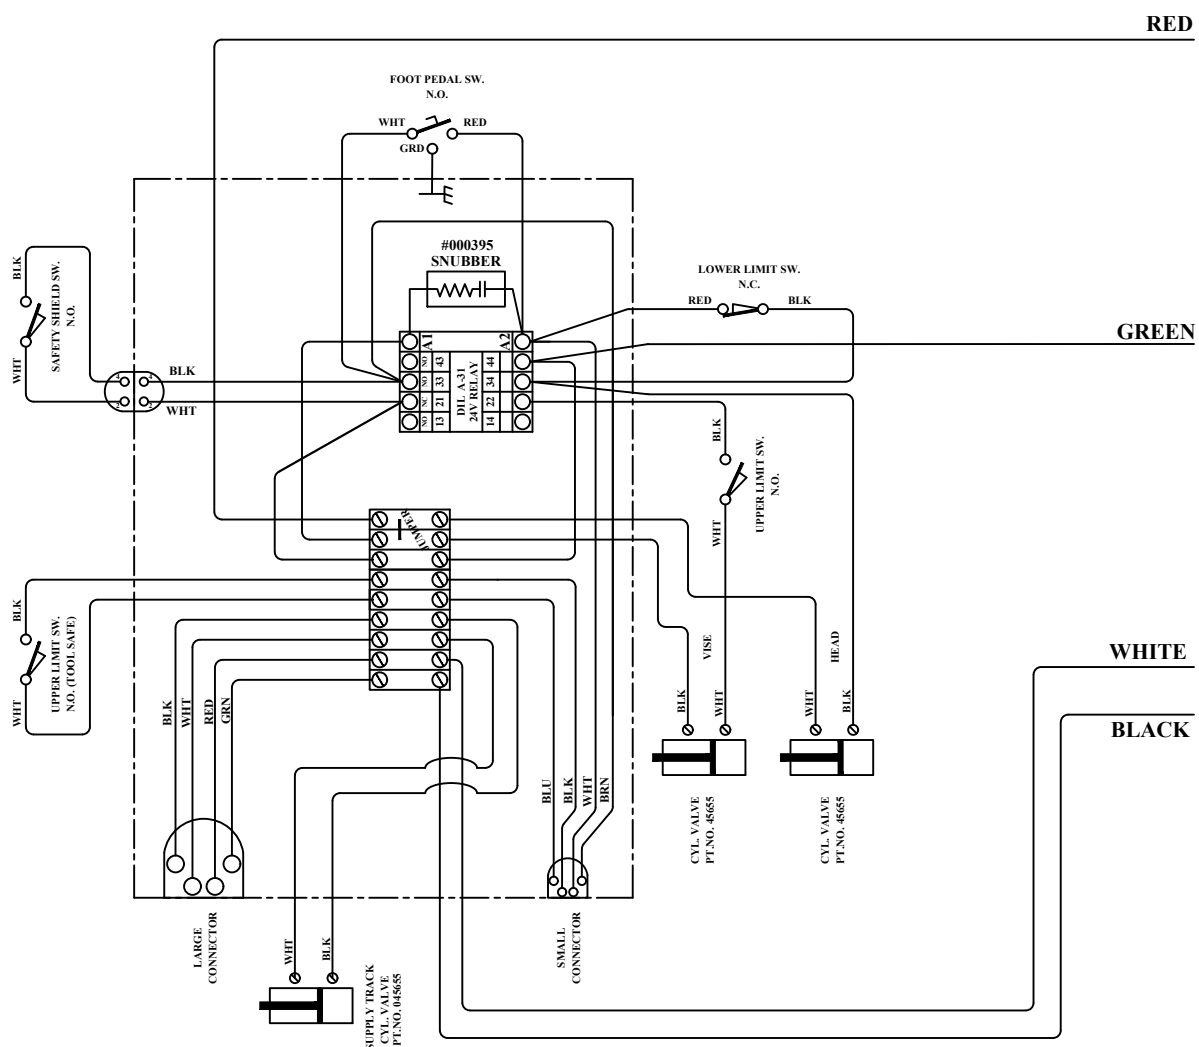 RED
FOOT PEDAL SW.
N.O.
WHT
RED
GRD
#000395
SNUBBER
LOWER LIMIT SW.
N.C.
RED
BLK
GREEN
BLK
SAFETY SHIELD SW.
N.O.
WHT
4
4
2
2
BLK
WHT
A1
A2
NO
43
44
NO
33
34
NC
21
22
NO
13
14
DIL A-31
24V RELAY
BLK
UPPER LIMIT SW.
N.O.
WHT
JUMPER
BLK
UPPER LIMIT SW.
N.O. (TOOL SAFE)
WHT
VISE
HEAD
WHITE
BLACK
BLK
WHT
RED
GRN
BLK
WHT
WHT
BLK
BLU
BLK
WHT
BRN
CYL. VALVE
PT.NO. 45655
CYL. VALVE
PT.NO. 45655
LARGE
CONNECTOR
SMALL
CONNECTOR
WHT
BLK
SUPPLY TRACK
CYL. VALVE
PT.NO. 045655